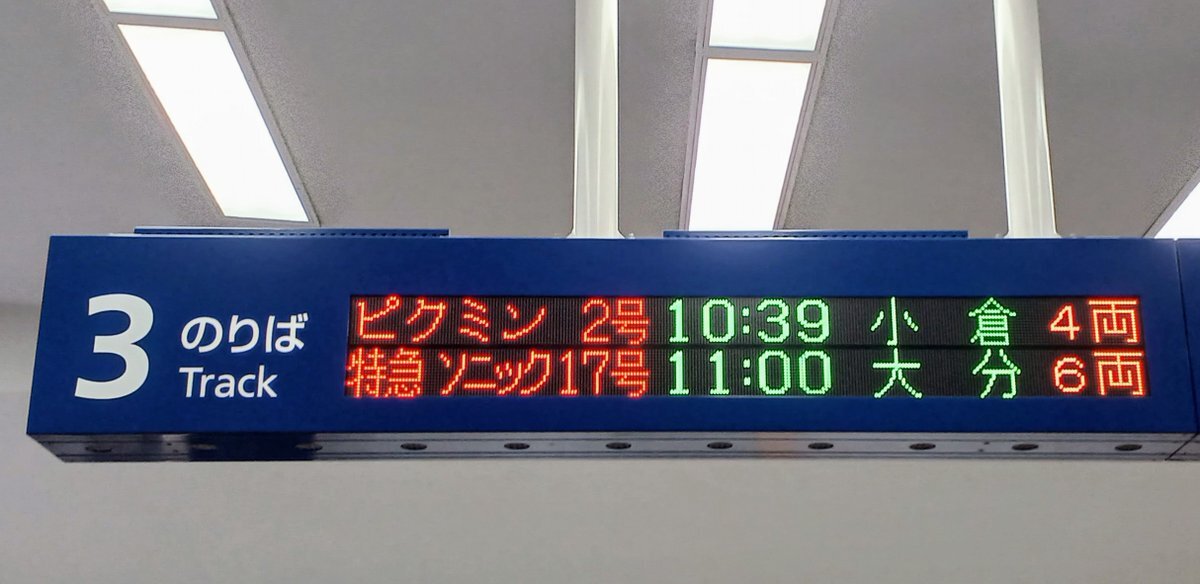 3 のりば
Track
ピクミン 2号 10:39 小倉 4両
特急 ソニック17号 11:00 大分 6両